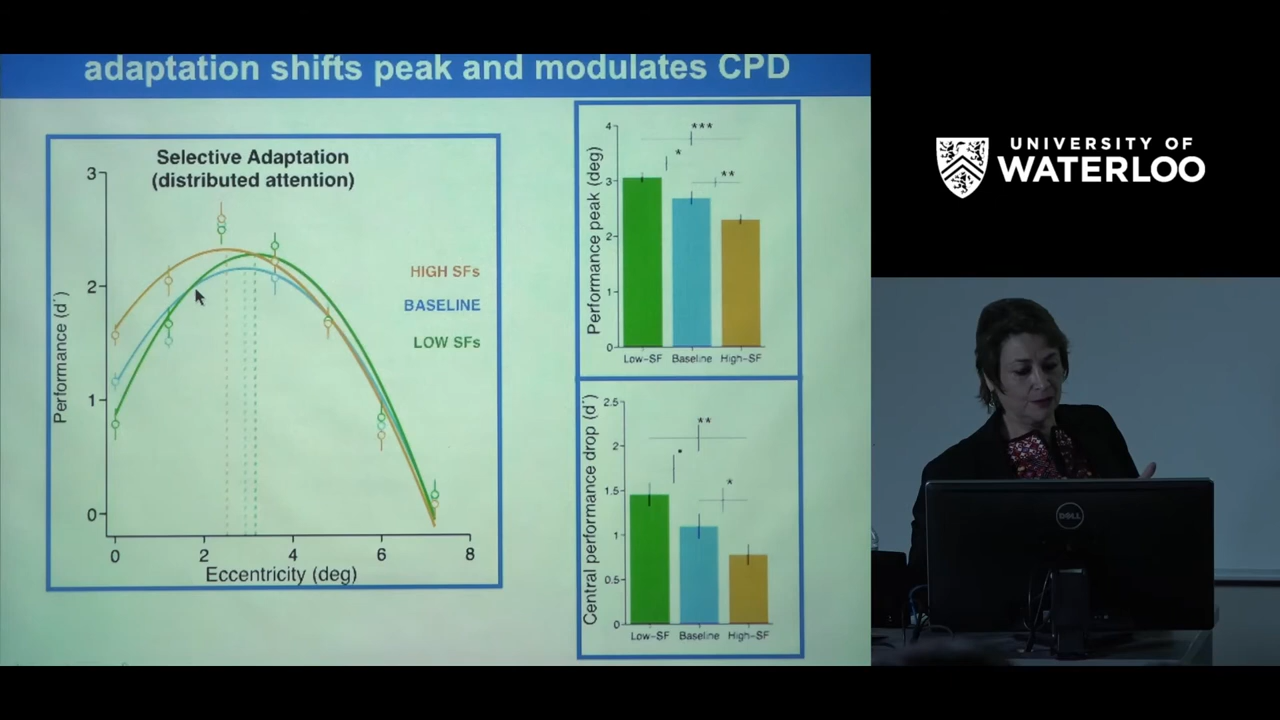 adaptation shifts peak and modulates CPD
Selective Adaptation
(distributed attention)
Performance (d')
3
2
1
0
HIGH SFs
BASELINE
LOW SFs
0 2 4 6 8
Eccentricity (deg)
Performance peak (deg)
4
3
2
1
0
***
*
**
Low-SF Baseline High-SF
Central performance drop (d')
2.5
2
1.5
1
0.5
0
**
*
*
Low-SF Baseline High-SF
UNIVERSITY OF
WATERLOO
DELL